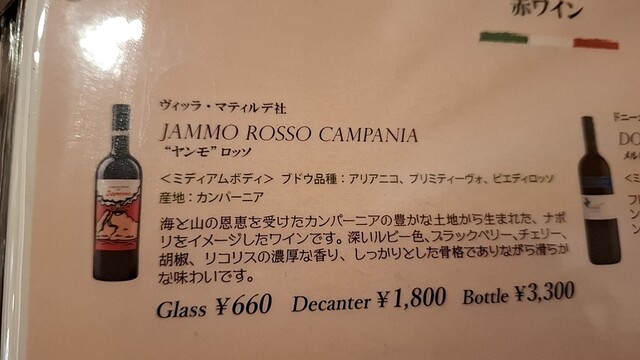 赤ワイン
ヴィッラ・マティルデ社
JAMMO ROSSO CAMPANIA
“ヤンモ”ロッソ
＜ミディアムボディ＞ ブドウ品種：アリアニコ、プリミティーヴォ、ピエディロッソ
産地：カンパーニア
海と山の恩恵を受けたカンパーニアの豊かな土地から生まれた、ナポ
リをイメージしたワインです。深いルビー色、ブラックベリー、チェリー、
胡椒、リコリスの濃厚な香り、しっかりとした骨格でありながら滑らか
な味わいです。
Glass ¥660 Decanter ¥1,800 Bottle ¥3,300
ドニー
DO
メル